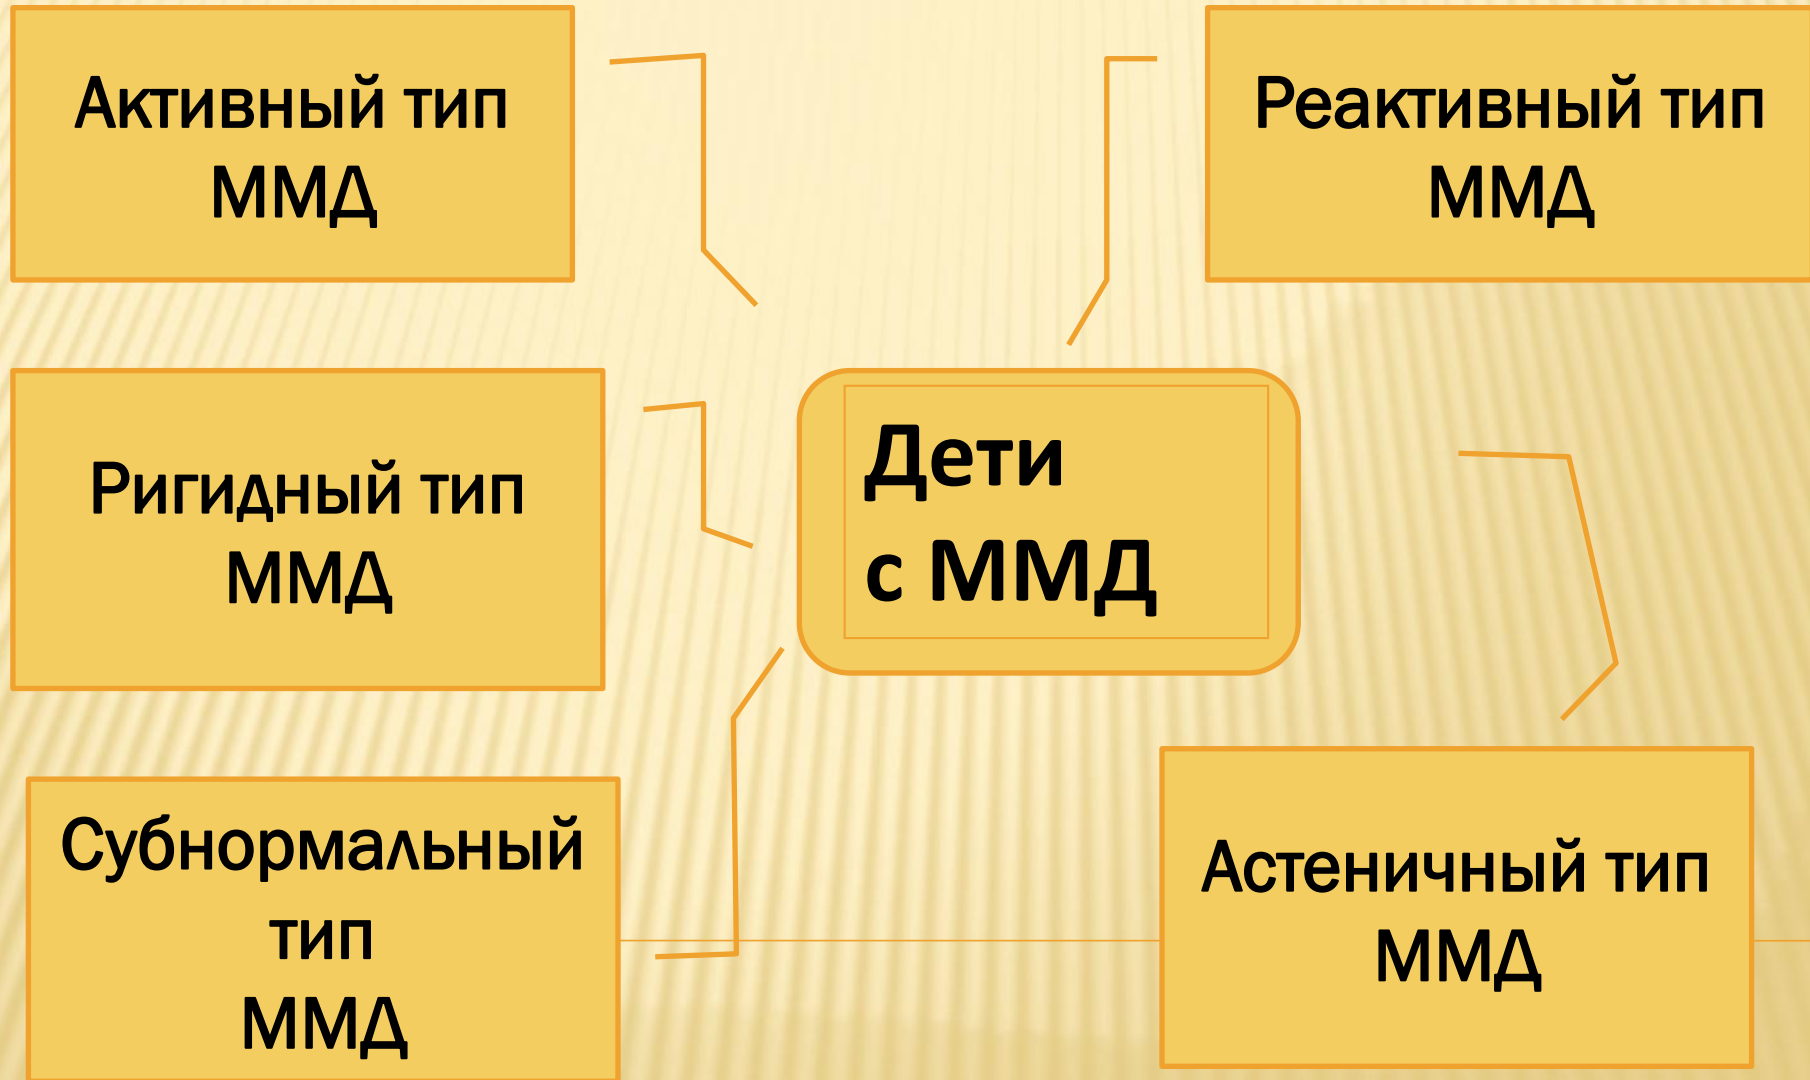 Активный тип
ММД
Реактивный тип
ММД
Ригидный тип
ММД
Дети
с ММД
Субнормальный
тип
ММД
Астеничный тип
ММД